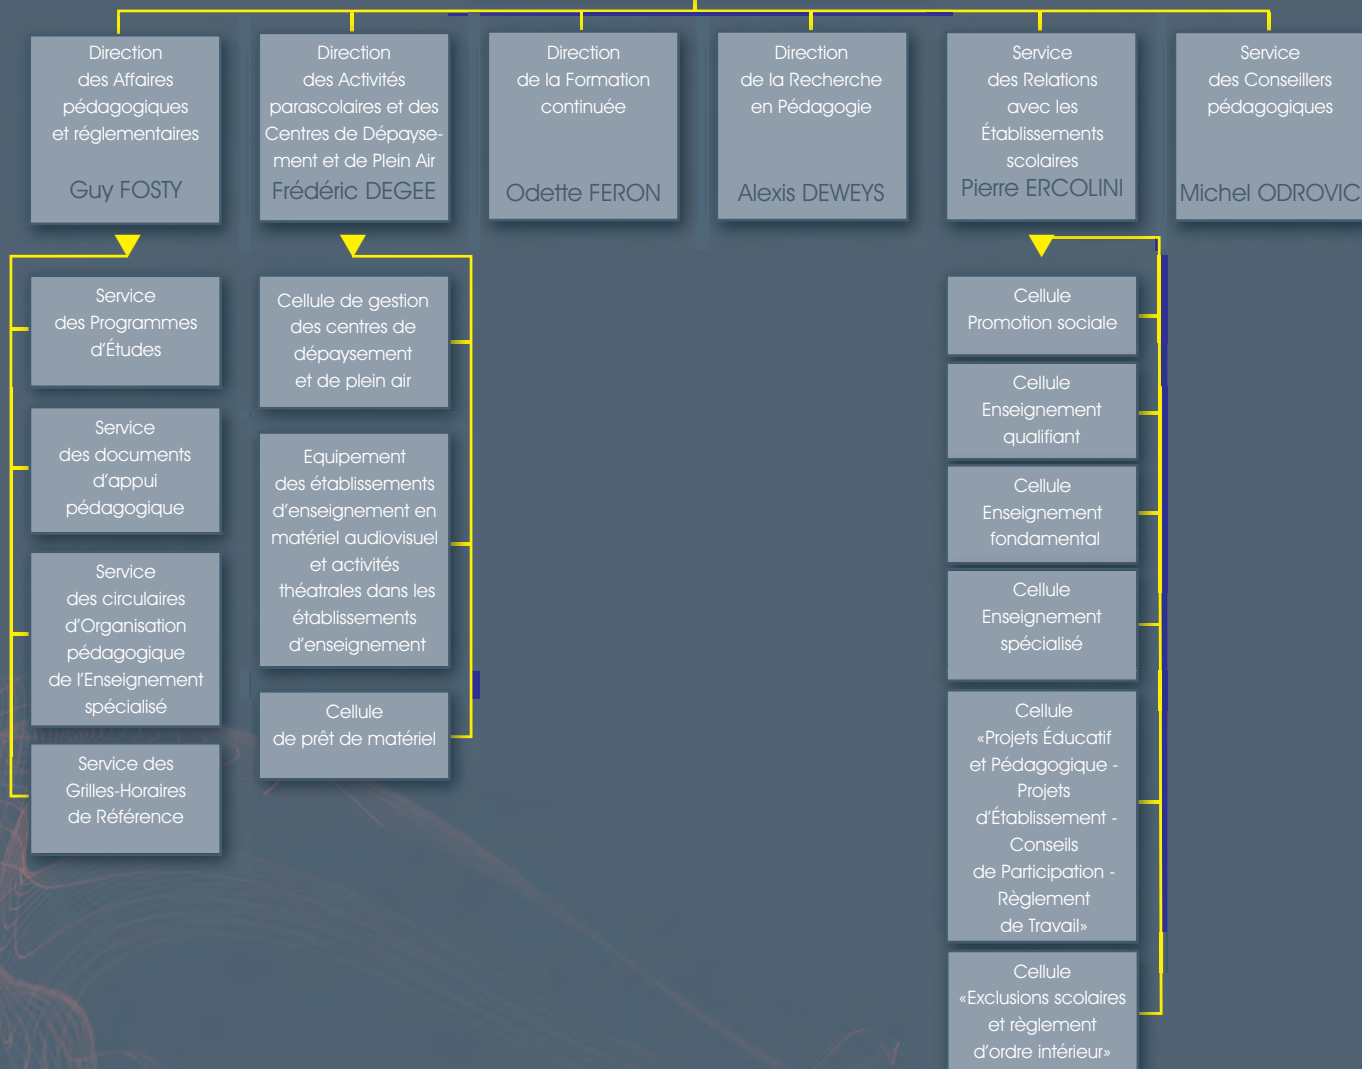 Direction
des Affaires
pédagogiques
et réglementaires
Guy FOSTY
Direction
des Activités
parascolaires et des
Centres de Dépayse-
ment et de Plein Air
Frédéric DEGEE
Direction
de la Formation
continuée
Odette FERON
Direction
de la Recherche
en Pédagogie
Alexis DEWEYS
Service
des Relations
avec les
Établissements
scolaires
Pierre ERCOLINI
Service
des Conseillers
pédagogiques
Michel ODROVIC
Service
des Programmes
d'Études
Service
des documents
d'appui
pédagogique
Service
des circulaires
d'Organisation
pédagogique
de l'Enseignement
spécialisé
Service des
Grilles-Horaires
de Référence
Cellule de gestion
des centres de
dépaysement
et de plein air
Equipement
des établissements
d'enseignement en
matériel audiovisuel
et activités
théatrales dans les
établissements
d'enseignement
Cellule
de prêt de matériel
Cellule
Promotion sociale
Cellule
Enseignement
qualifiant
Cellule
Enseignement
fondamental
Cellule
Enseignement
spécialisé
Cellule
«Projets Éducatif
et Pédagogique -
Projets
d'Établissement -
Conseils
de Participation -
Règlement
de Travail»
Cellule
«Exclusions scolaires
et règlement
d'ordre intérieur»